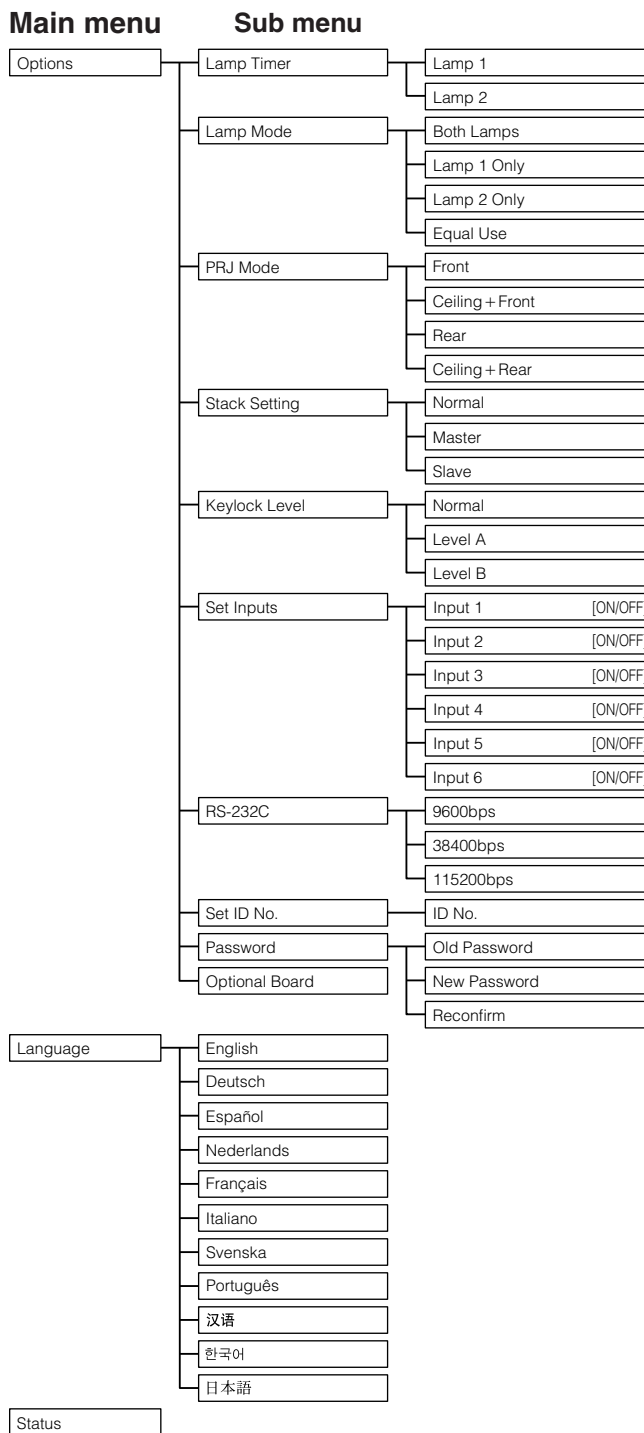 Main menu Sub menu
Options Lamp Timer Lamp 1
Lamp 2
Lamp Mode Both Lamps
Lamp 1 Only
Lamp 2 Only
Equal Use
PRJ Mode Front
Ceiling+Front
Rear
Ceiling+Rear
Stack Setting Normal
Master
Slave
Keylock Level Normal
Level A
Level B
Set Inputs Input 1 [ON/OFF]
Input 2 [ON/OFF]
Input 3 [ON/OFF]
Input 4 [ON/OFF]
Input 5 [ON/OFF]
Input 6 [ON/OFF]
RS-232C 9600bps
38400bps
115200bps
Set ID No. ID No.
Password Old Password
Optional Board New Password
Reconfirm
Language English
Deutsch
Español
Nederlands
Français
Italiano
Svenska
Português
汉语
한국어
日本語
Status